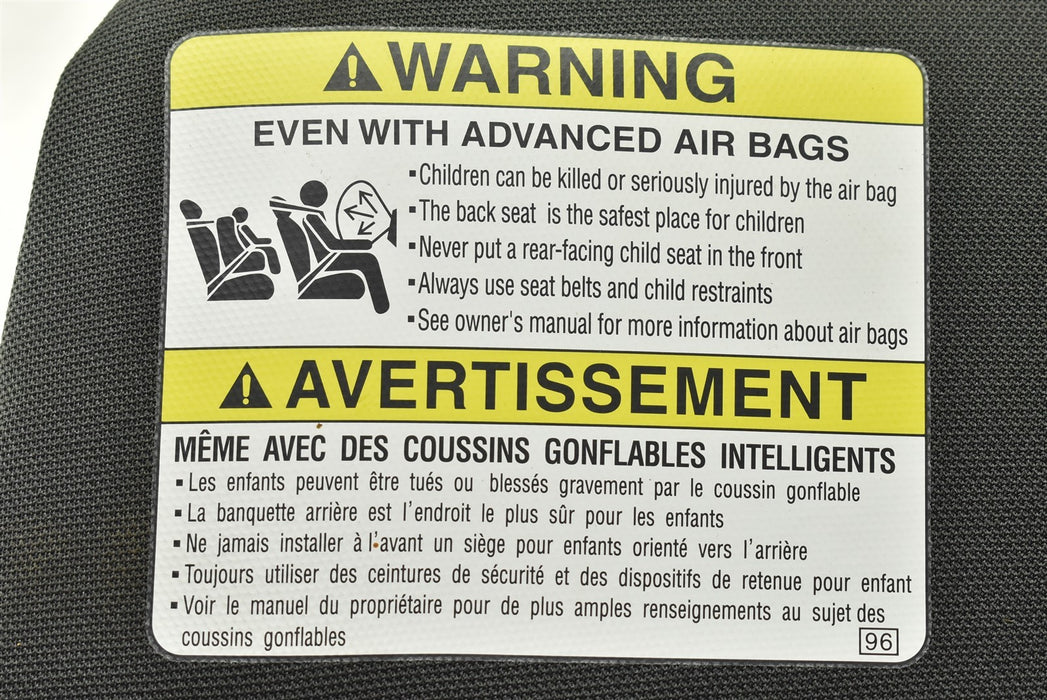 WARNING
EVEN WITH ADVANCED AIR BAGS
▪Children can be killed or seriously injured by the air bag
▪The back seat is the safest place for children
▪Never put a rear-facing child seat in the front
▪Always use seat belts and child restraints
▪See owner's manual for more information about air bags
AVERTISSEMENT
MÊME AVEC DES COUSSINS GONFLABLES INTELLIGENTS
▪Les enfants peuvent être tués ou blessés gravement par le coussin gonflable
▪La banquette arrière est l'endroit le plus sûr pour les enfants
▪Ne jamais installer à l'avant un siège pour enfants orienté vers l'arrière
▪Toujours utiliser des ceintures de sécurité et des dispositifs de retenue pour enfant
▪Voir le manuel du propriétaire pour de plus amples renseignements au sujet des
coussins gonflables
96